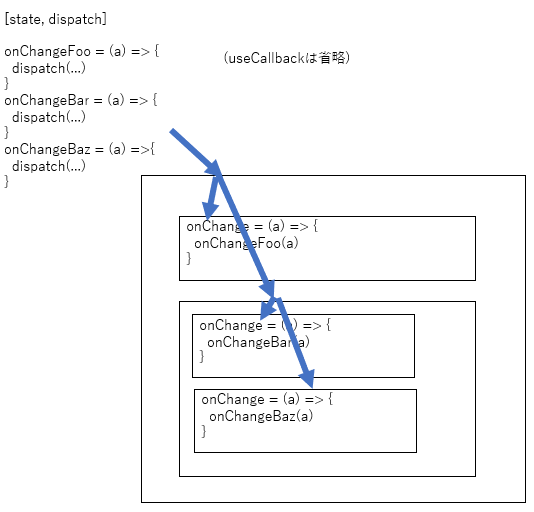 [state, dispatch]
onChangeFoo = (a) => {
dispatch(...)
}
(useCallbackは省略)
onChangeBar = (a) => {
dispatch(...)
}
onChangeBaz = (a) =>{
dispatch(...)
}
onChange = (a) => {
onChangeFoo(a)
}
onChange = (a) => {
onChangeBar(a)
}
onChange = (a) => {
onChangeBaz(a)
}